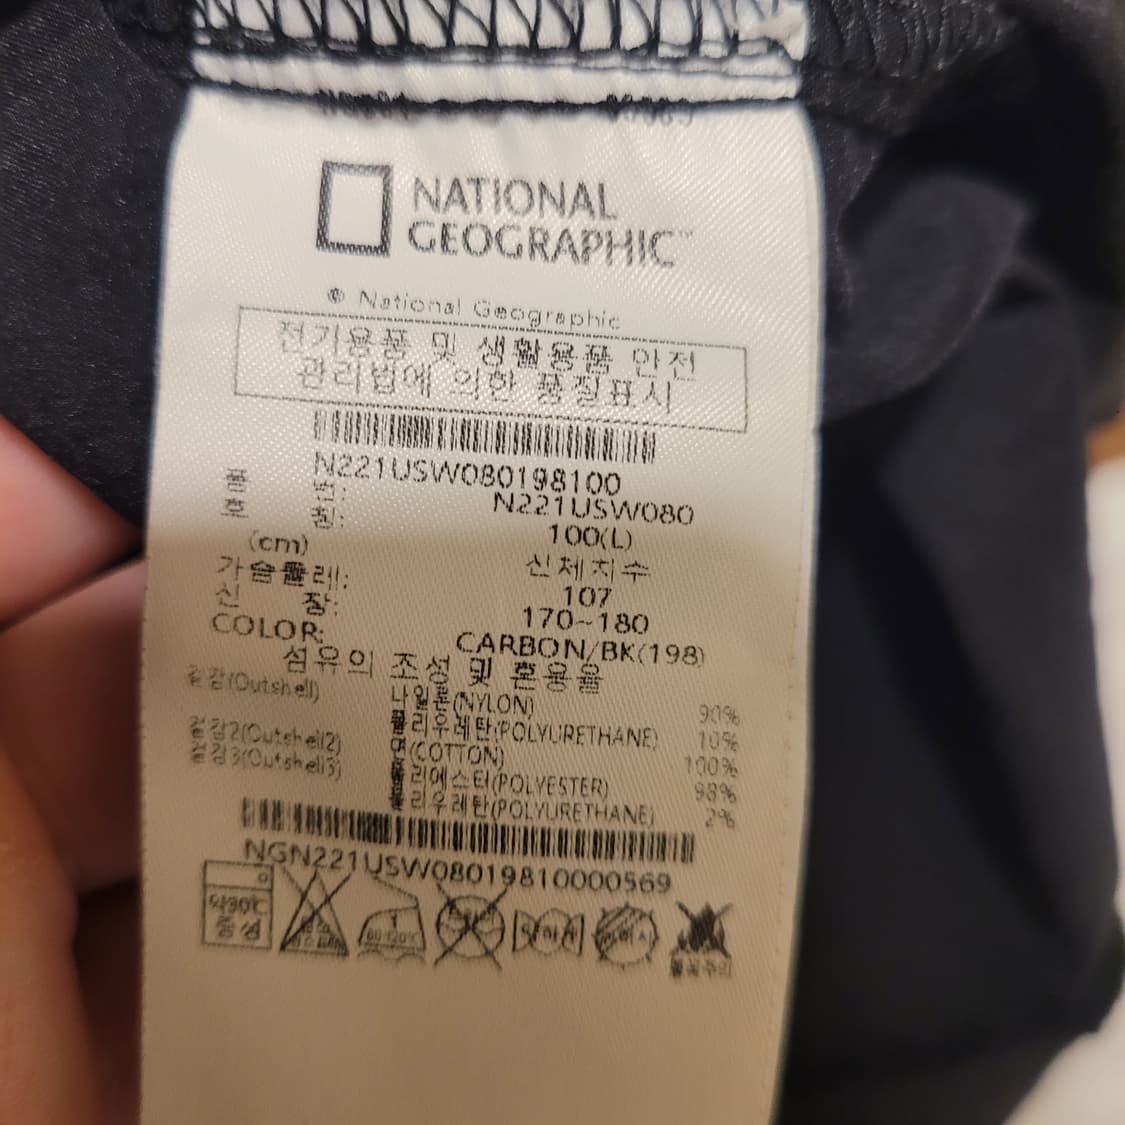 NATIONAL
GEOGRAPHIC™
© National Geographic
전기용품 및 생활용품 안전
관리법에 의한 품질표시
N221USW080198100
품 번: N221USW080
호 칭: 100(L)
(cm) 신체치수
가슴둘레: 107
신 장: 170~180
COLOR: CARBON/BK(198)
섬유의 조성 및 혼용율
겉감(Outshell) 나일론(NYLON) 90%
폴리우레탄(POLYURETHANE) 10%
겉감2(Outshell2) 면(COTTON) 100%
겉감3(Outshell3) 폴리에스터(POLYESTER) 98%
폴리우레탄(POLYURETHANE) 2%
NGN221USW08019810000569
약30℃
중성
1
80~120℃